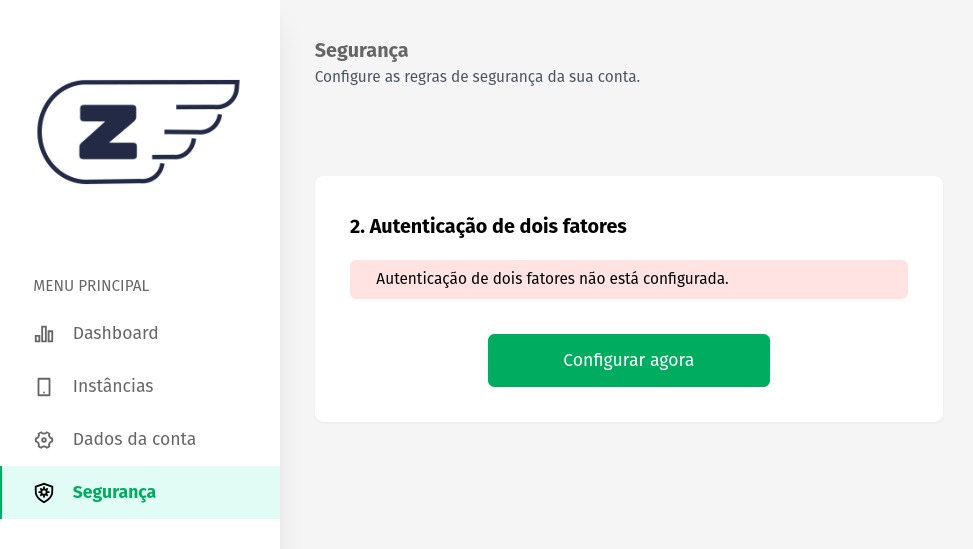 Segurança
Configure as regras de segurança da sua conta.
Z
MENU PRINCIPAL
Dashboard
Instâncias
Dados da conta
Segurança
2. Autenticação de dois fatores
Autenticação de dois fatores não está configurada.
Configurar agora